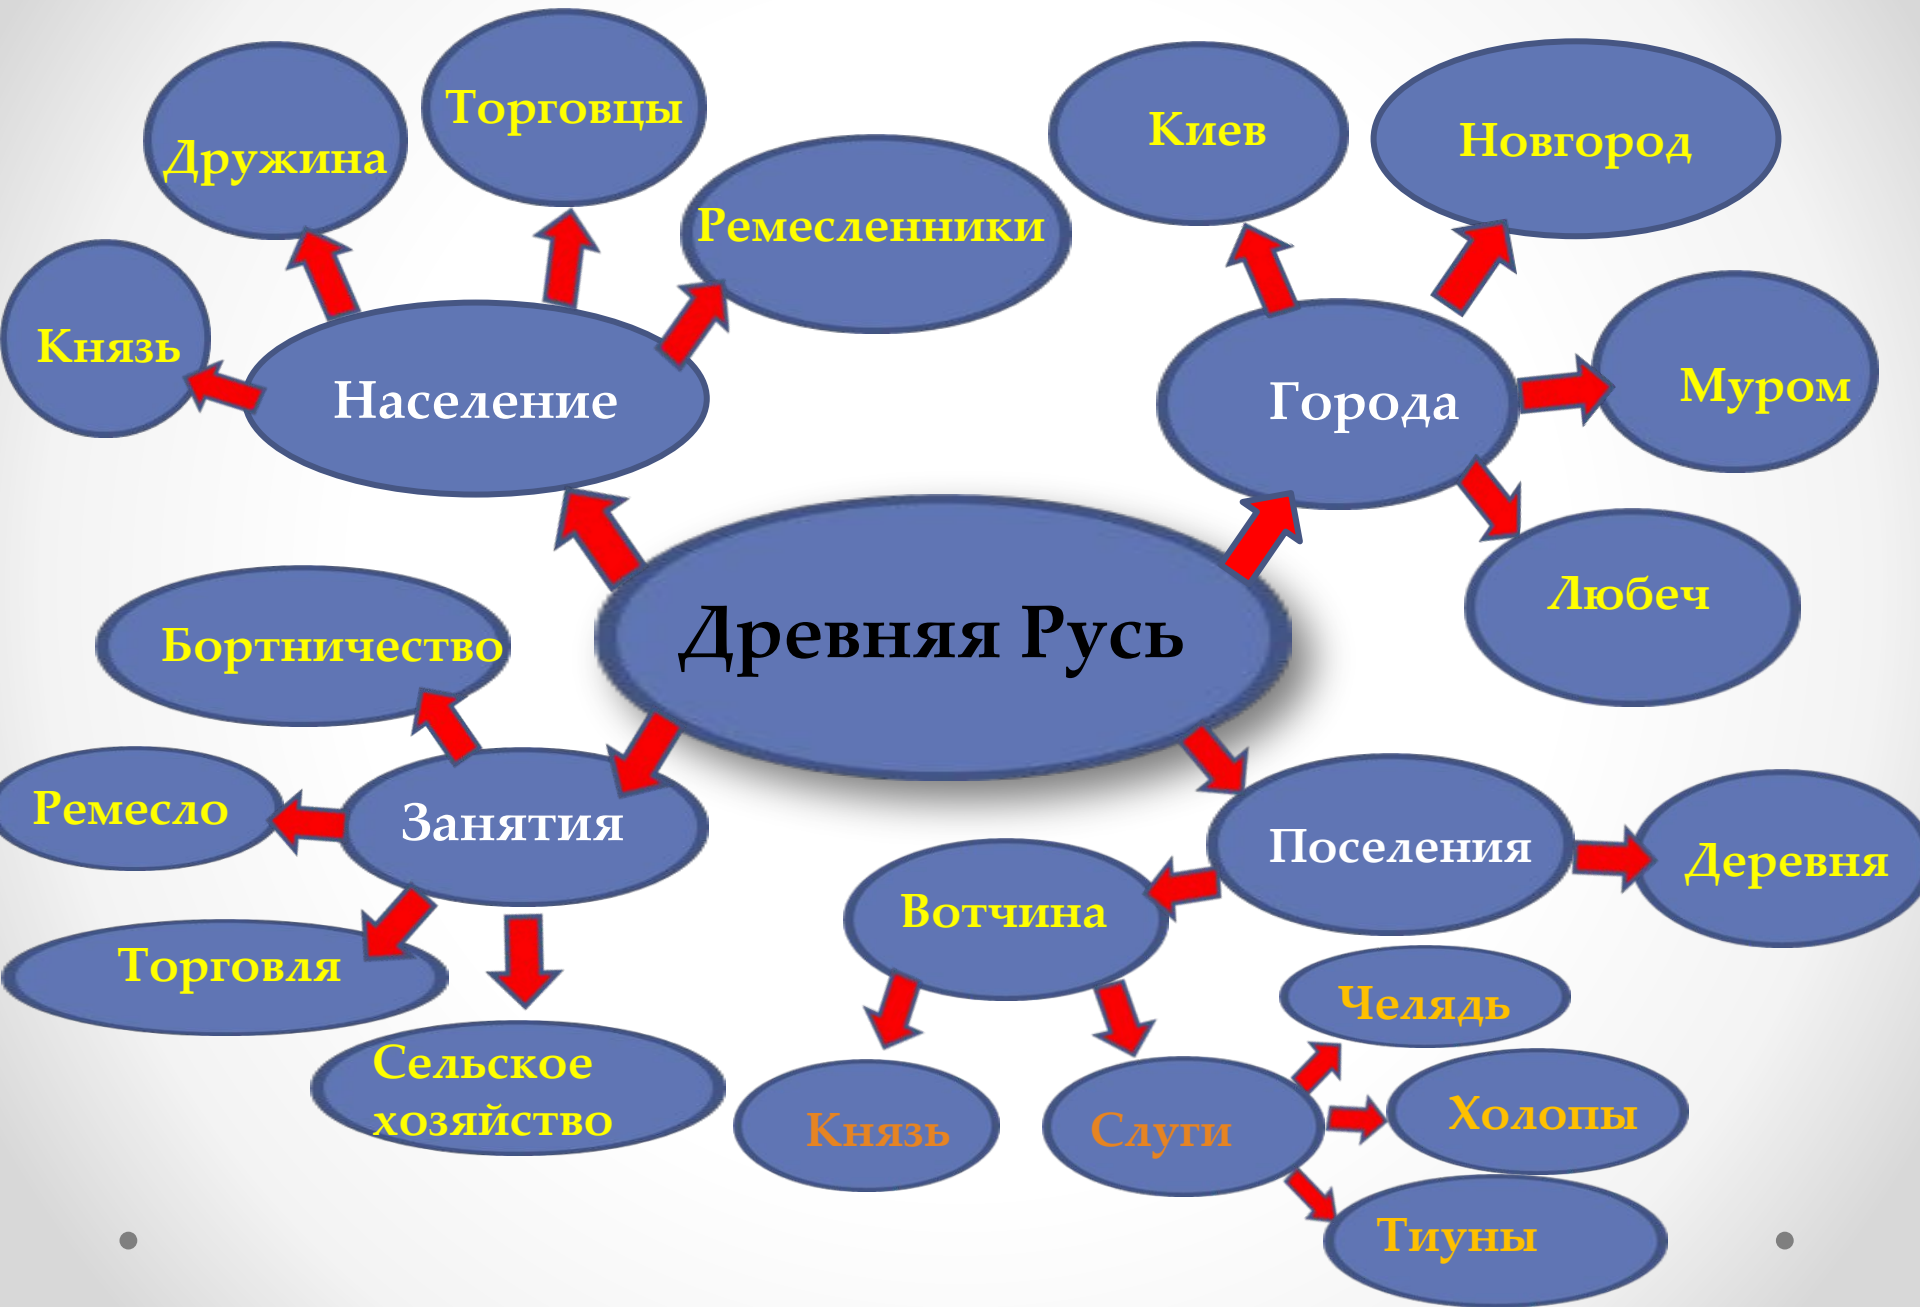 Торговцы
Дружина
Киев
Новгород
Ремесленники
Князь
Население
Города
Муром
Любеч
Древняя Русь
Бортничество
Ремесло
Занятия
Поселения
Деревня
Вотчина
Торговля
Челядь
Сельское
хозяйство
Князь
Слуги
Холопы
Тиуны